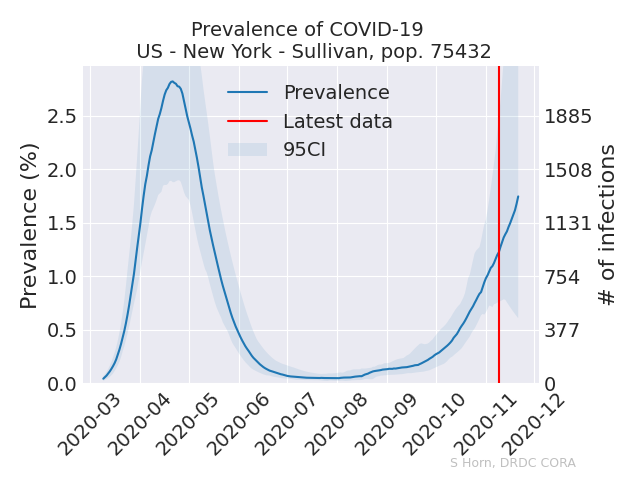 Prevalence of COVID-19
US - New York - Sullivan, pop. 75432
Prevalence
Latest data
95CI
Prevalence (%)
2.5
2.0
1.5
1.0
0.5
0.0
1885
1508
1131
754
377
0
# of infections
2020-03
2020-04
2020-05
2020-06
2020-07
2020-08
2020-09
2020-10
2020-11
2020-12
S Horn, DRDC CORA